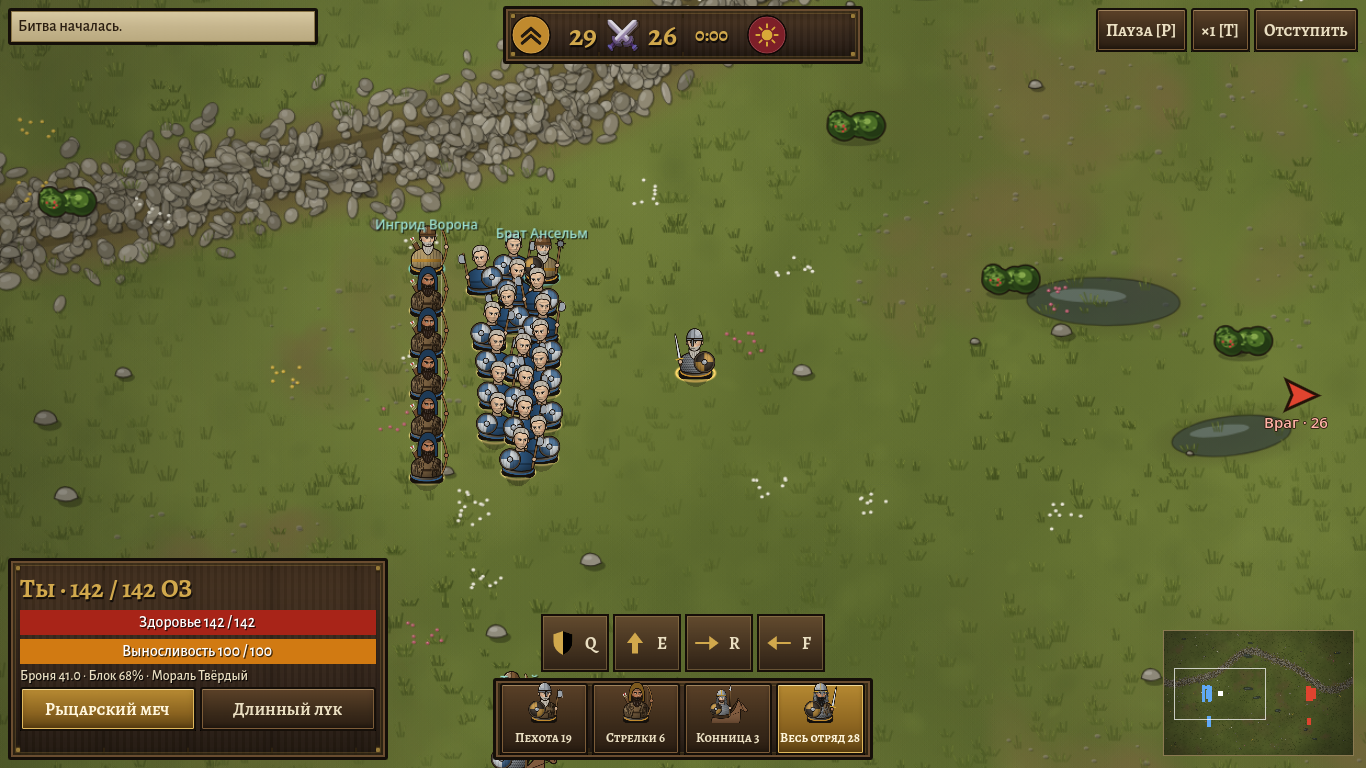 Битва началась.
29 26 0:00
Пауза [P]
×1 [T]
Отступить
Ингрид Ворона
Брат Ансельм
Враг · 26
Ты · 142 / 142 ОЗ
Здоровье 142 / 142
Выносливость 100 / 100
Броня 41.0 · Блок 68% · Мораль Твёрдый
Рыцарский меч
Длинный лук
Q
E
R
F
Пехота 19
Стрелки 6
Конница 3
Весь отряд 28